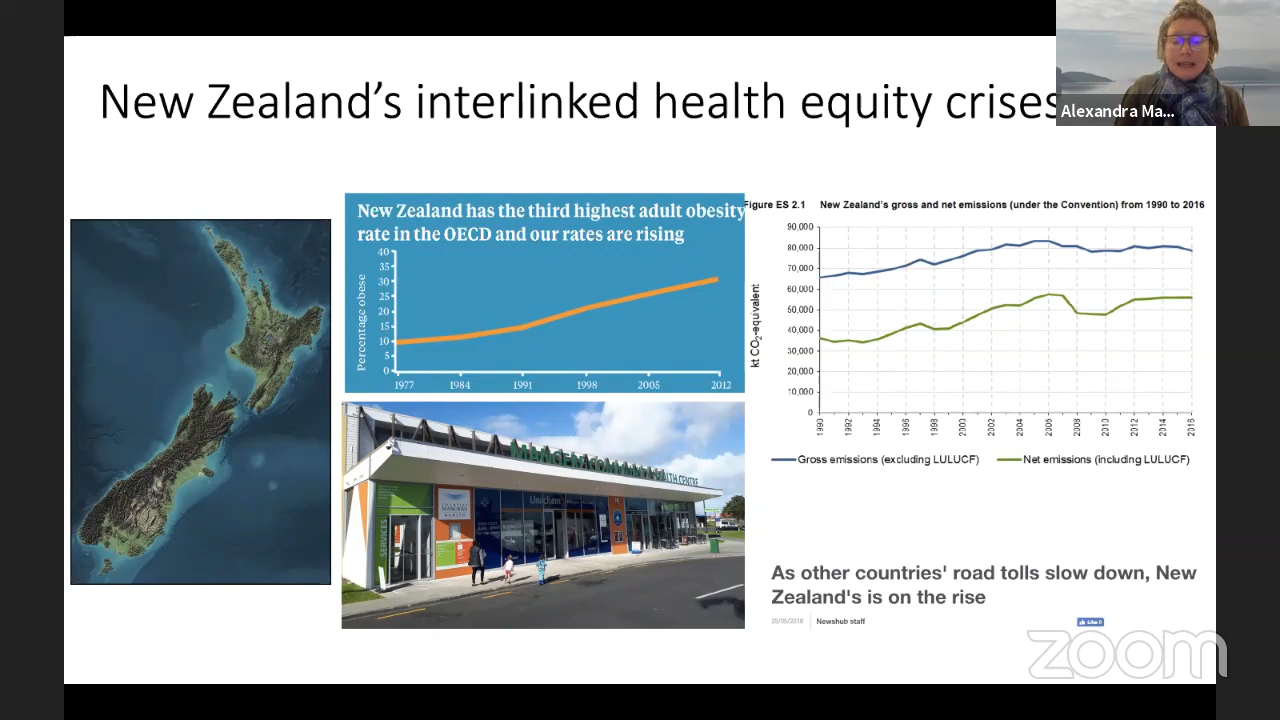 New Zealand's interlinked health equity crises
Alexandra Ma...
New Zealand has the third highest adult obesity
rate in the OECD and our rates are rising
Percentage obese
40
35
30
25
20
15
10
5
0
1977 1984 1991 1998 2005 2012
Figure ES 2.1 New Zealand's gross and net emissions (under the Convention) from 1990 to 2016
kt CO₂-equivalent
90,000
80,000
70,000
60,000
50,000
40,000
30,000
20,000
10,000
0
1990 1992 1994 1996 1998 2000 2002 2004 2006 2008 2010 2012 2014 2016
Gross emissions (excluding LULUCF) Net emissions (including LULUCF)
HEALTH CENTRE
Unichem
SERVICES
As other countries' road tolls slow down, New
Zealand's is on the rise
25/05/2018 Newshub staff Like 0
zoom